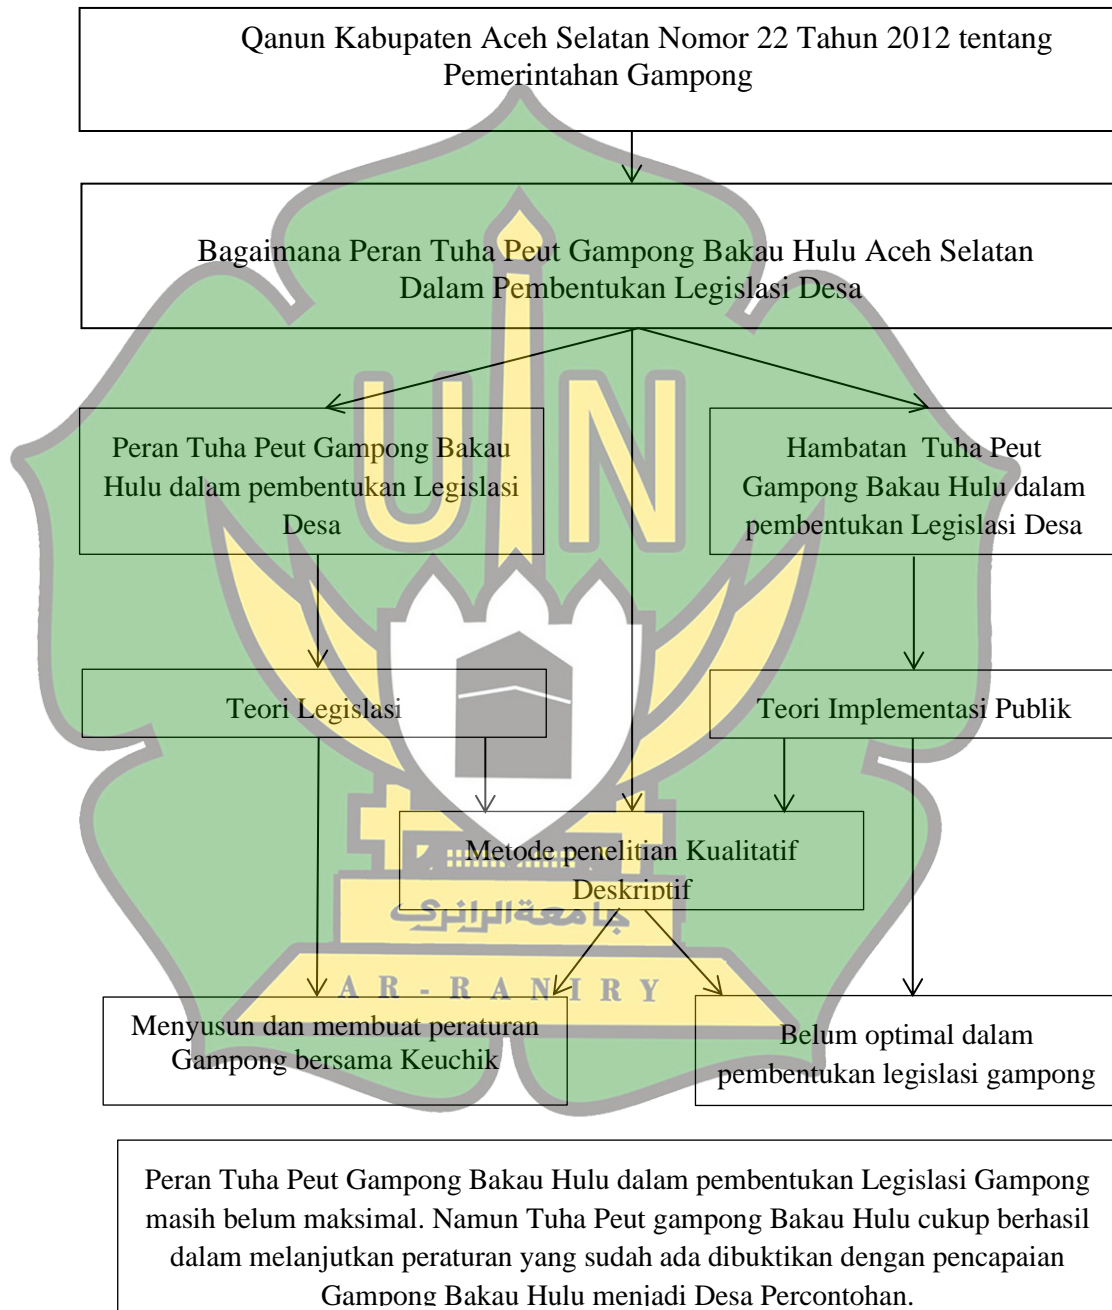 Qanun Kabupaten Aceh Selatan Nomor 22 Tahun 2012 tentang
Pemerintahan Gampong
Bagaimana Peran Tuha Peut Gampong Bakau Hulu Aceh Selatan
Dalam Pembentukan Legislasi Desa
UIN
Peran Tuha Peut Gampong Bakau
Hulu dalam pembentukan Legislasi
Desa
Hambatan Tuha Peut
Gampong Bakau Hulu dalam
pembentukan Legislasi Desa
Teori Legislasi
Teori Implementasi Publik
Metode penelitian Kualitatif
Deskriptif
جامعة الرانري
AR-RANIRY
Menyusun dan membuat peraturan
Gampong bersama Keuchik
Belum optimal dalam
pembentukan legislasi gampong
Peran Tuha Peut Gampong Bakau Hulu dalam pembentukan Legislasi Gampong
masih belum maksimal. Namun Tuha Peut gampong Bakau Hulu cukup berhasil
dalam melanjutkan peraturan yang sudah ada dibuktikan dengan pencapaian
Gampong Bakau Hulu menjadi Desa Percontohan.